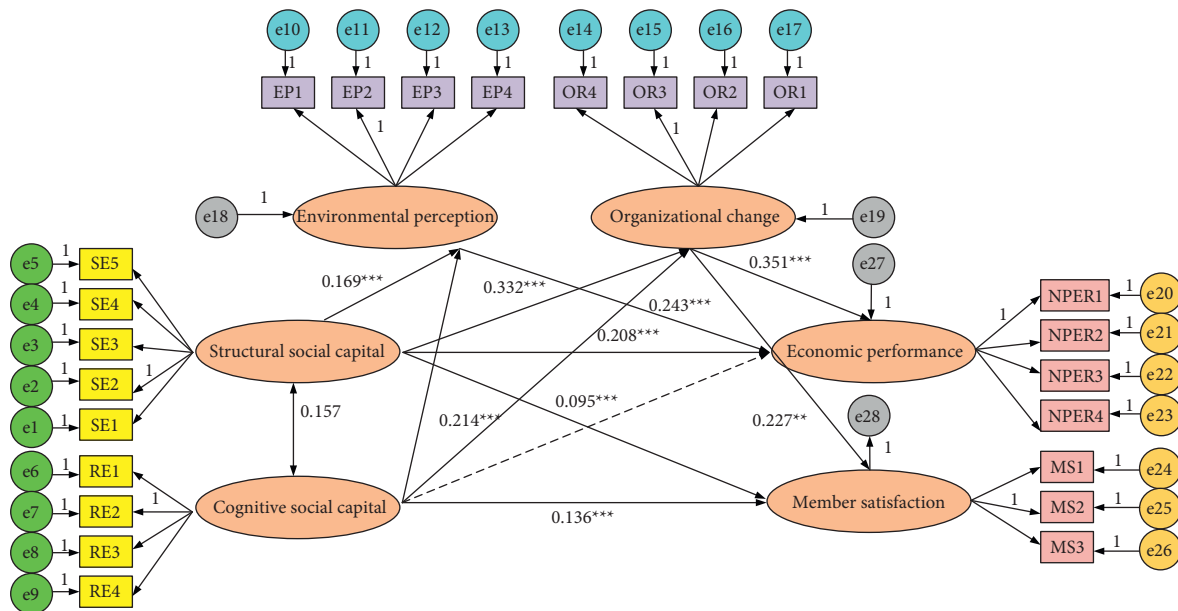 e10 e11 e12 e13 e14 e15 e16 e17
1 1 1 1 1 1 1 1
EP1 EP2 EP3 EP4 OR4 OR3 OR2 OR1
1 1
e18 1 Environmental perception Organizational change 1 e19
e5 1 SE5
e4 1 SE4
e3 1 SE3
e2 1 SE2 1
e1 1 SE1
0.169*** 0.332*** 0.243*** 0.351*** e27
0.208*** 1
Structural social capital Economic performance
1 NPER1 1 e20
NPER2 1 e21
NPER3 1 e22
NPER4 1 e23
0.157 0.214*** 0.095*** 0.227** e28
1
e6 1 RE1
e7 1 RE2 1
e8 1 RE3
e9 1 RE4
Cognitive social capital 0.136*** Member satisfaction
MS1 1 e24
1 MS2 1 e25
MS3 1 e26